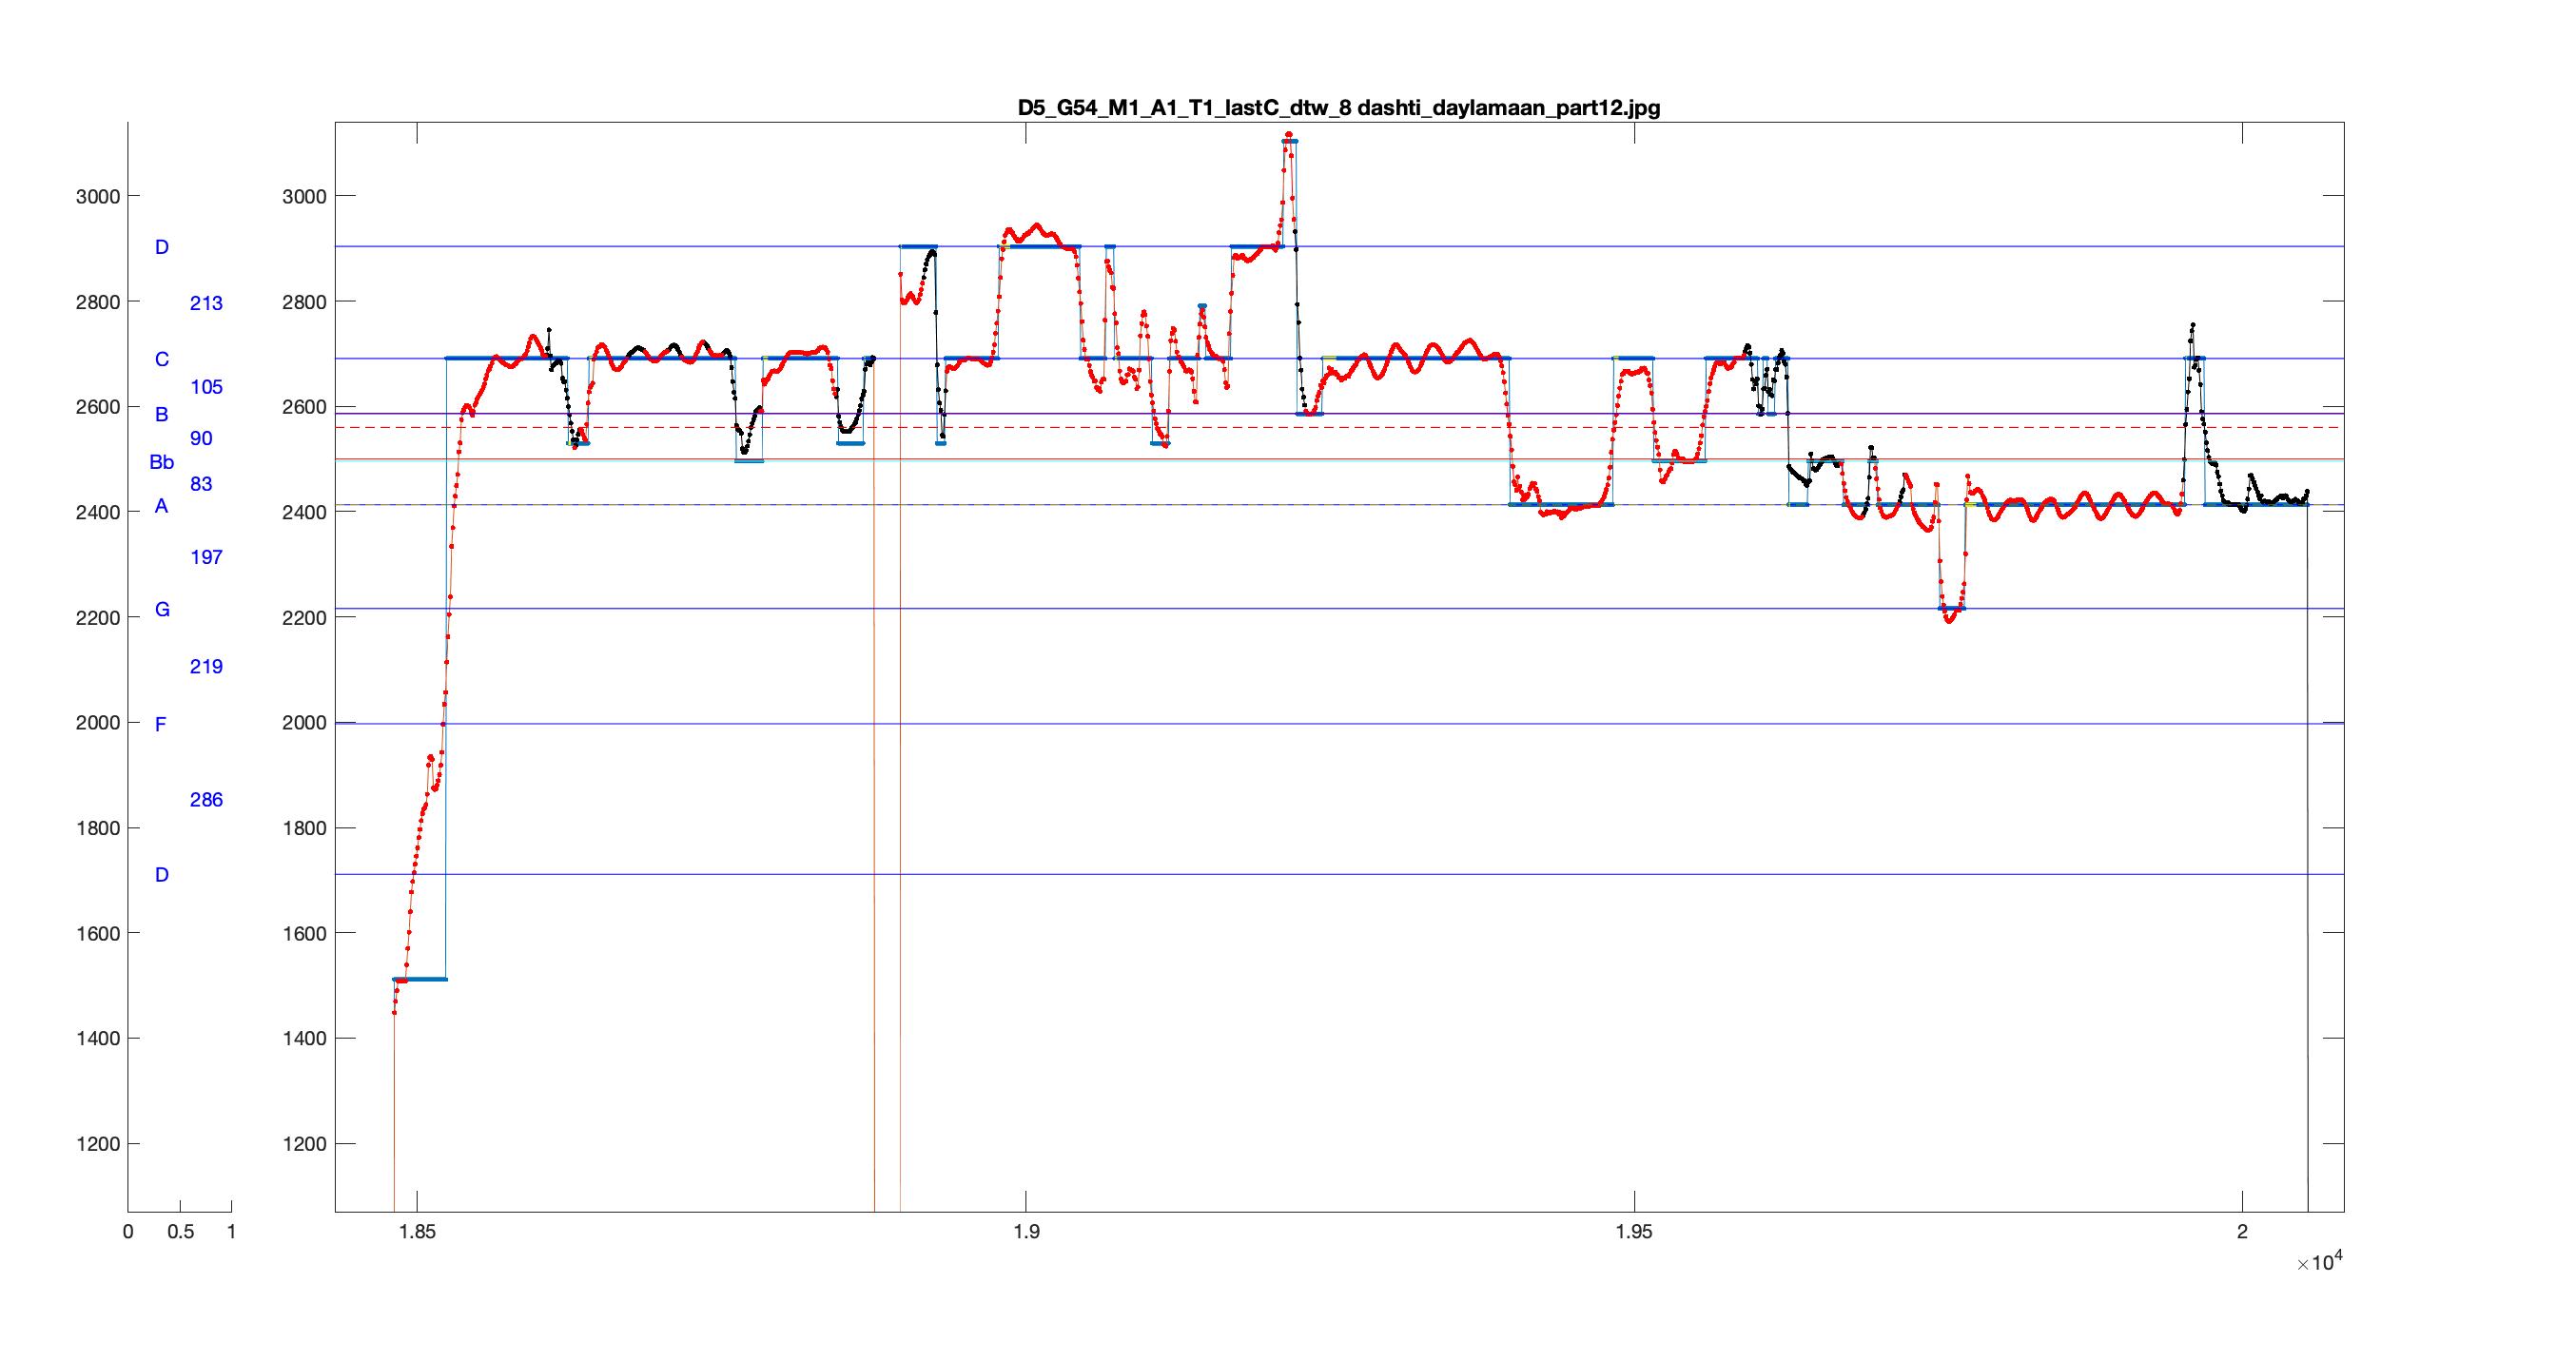 D5_G54_M1_A1_T1_lastC_dtw_8 dashti_daylamaan_part12.jpg
3000 3000
D
213
2800 2800
C
105
2600 2600
B
90
Bb
83
A
2400 2400
197
G
2200 2200
219
F
2000 2000
286
1800 1800
D
1600 1600
1400 1400
1200 1200
0 0.5 1 1.85 1.9 1.95 2
×10^4